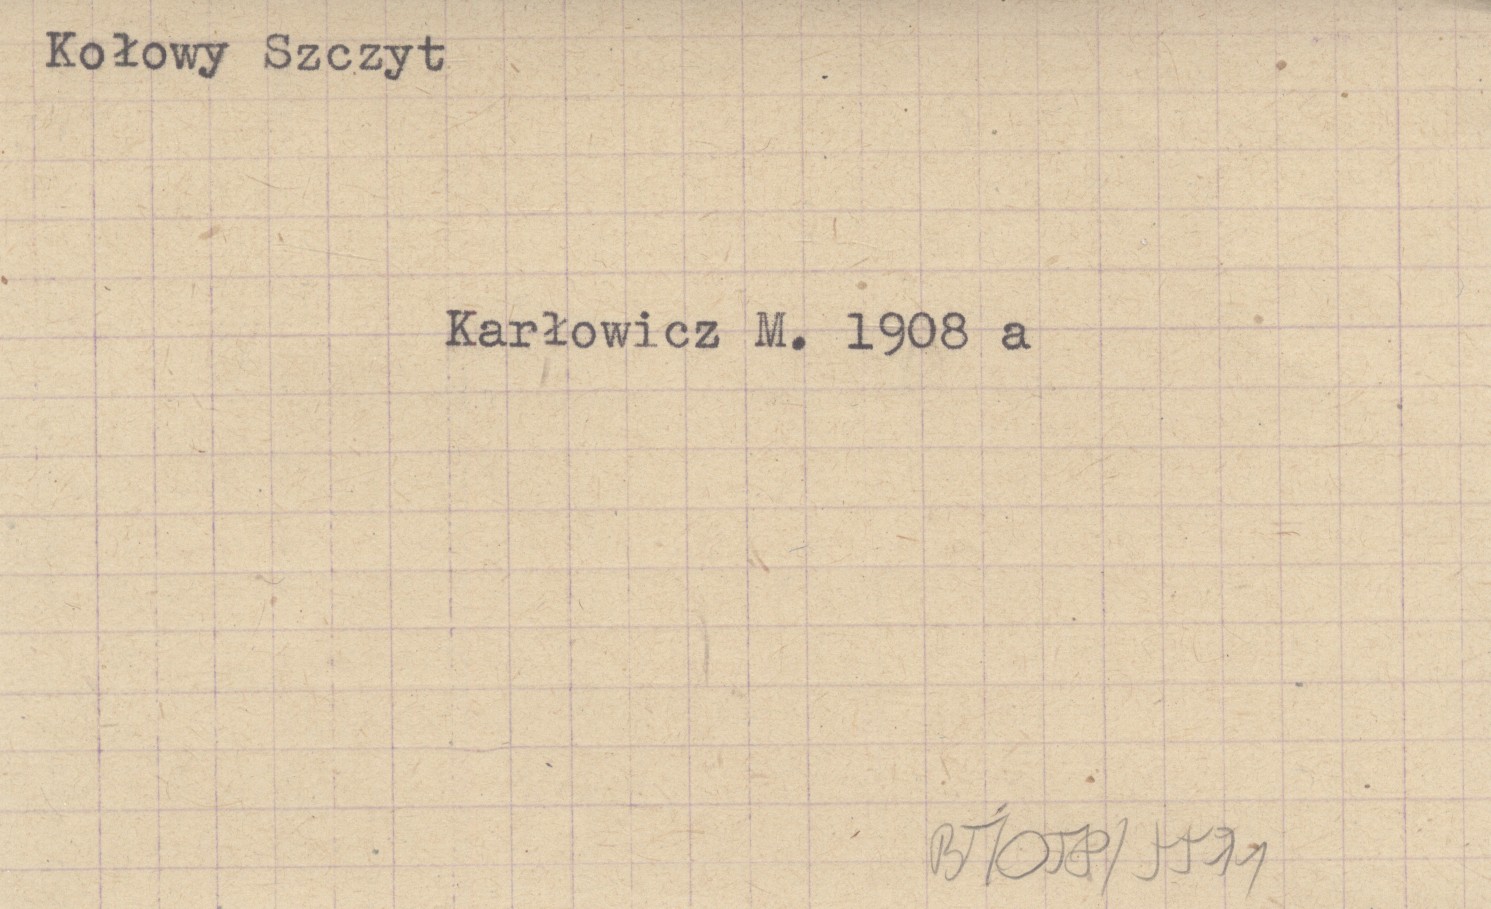 Kołowy Szczyt
Karłowicz M. 1908 a